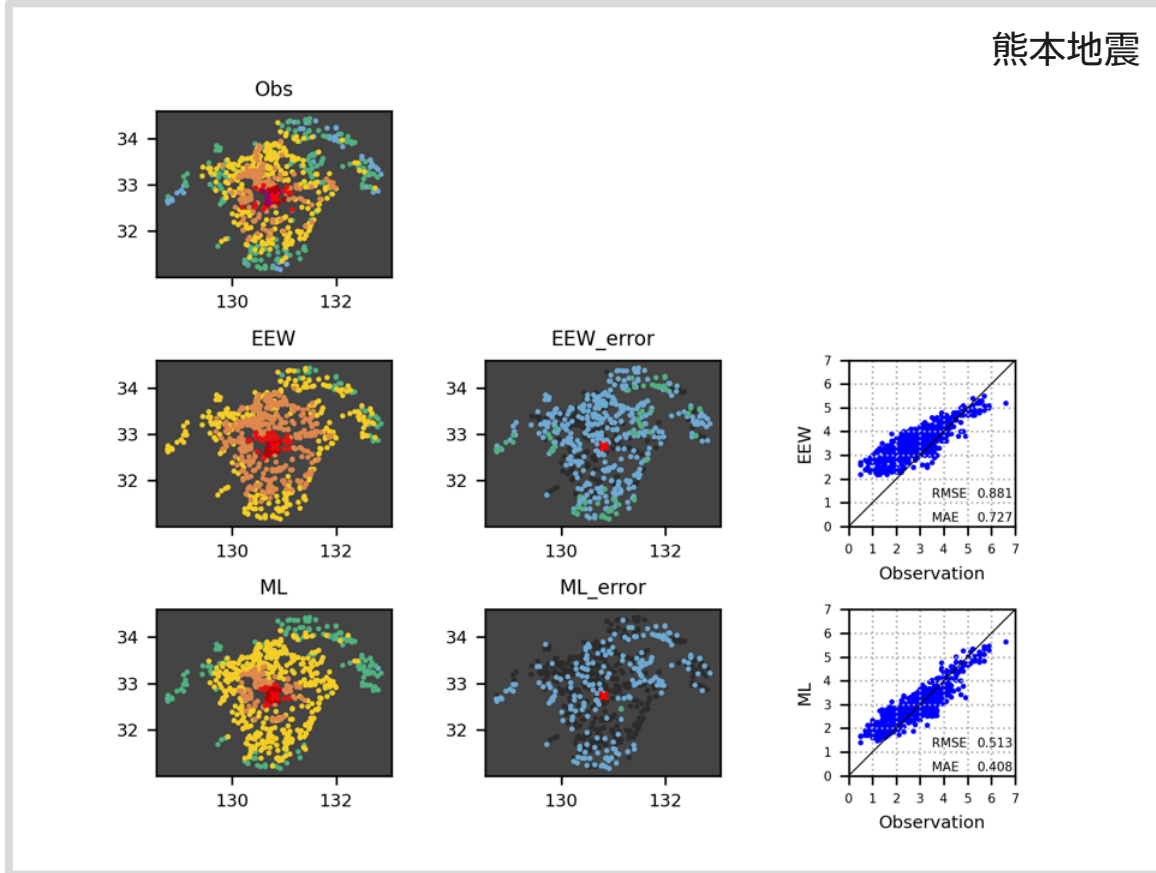 熊本地震
Obs
34
33
32
130 132
EEW
34
33
32
130 132
EEW_error
34
33
32
130 132
7
6
5
4
3
2
1
0
EEW
RMSE 0.881
MAE 0.727
0 1 2 3 4 5 6 7
Observation
ML
34
33
32
130 132
ML_error
34
33
32
130 132
7
6
5
4
3
2
1
0
ML
RMSE 0.513
MAE 0.408
0 1 2 3 4 5 6 7
Observation